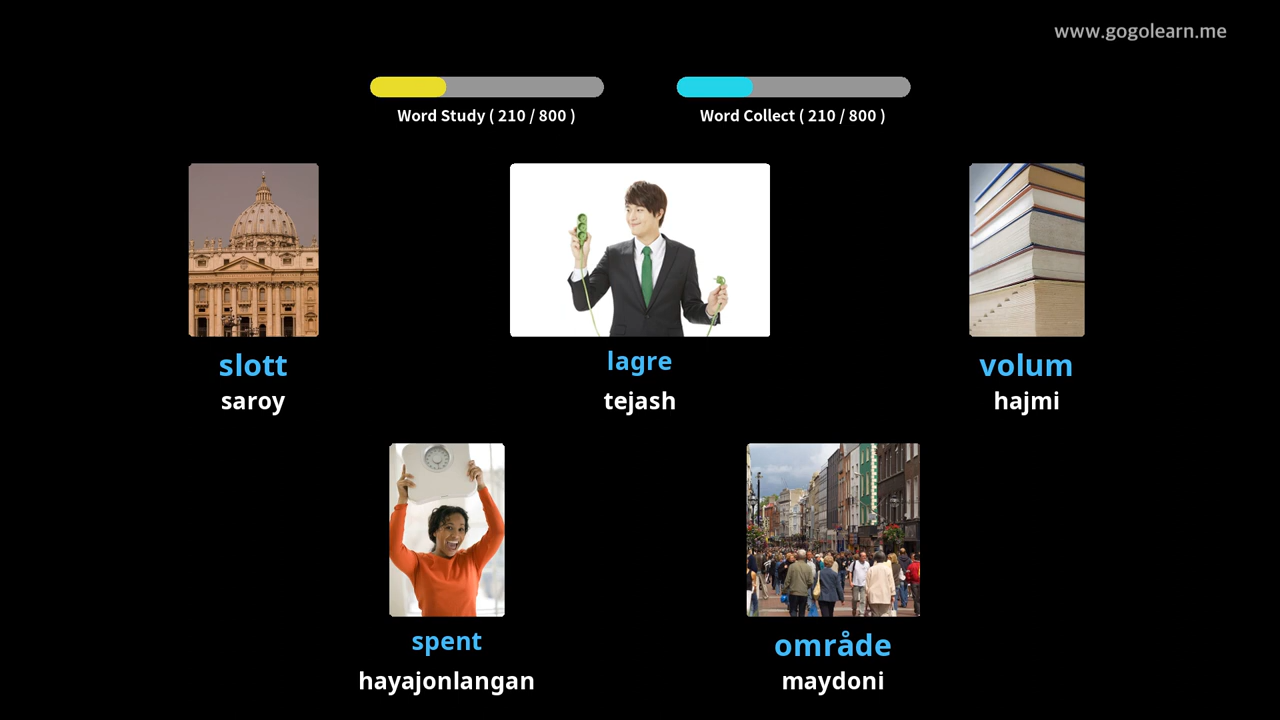 www.gogolearn.me
Word Study ( 210 / 800 )
Word Collect ( 210 / 800 )
slott
lagre
volum
saroy
tejash
hajmi
spent
område
hayajonlangan
maydoni